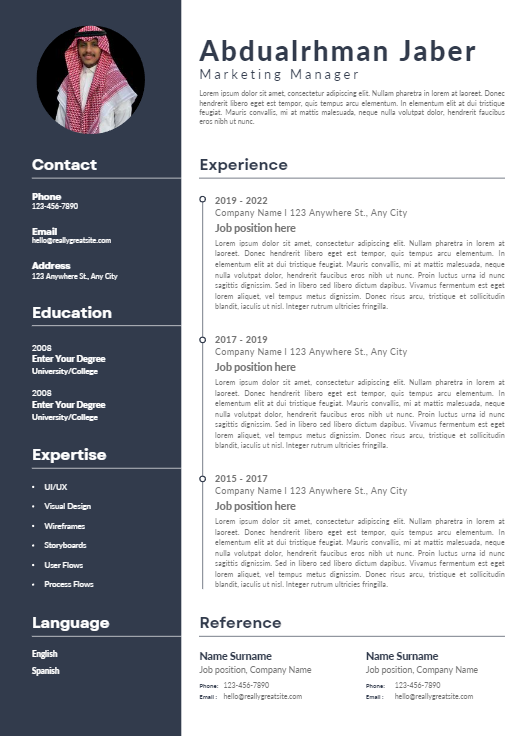 Abdualrhman Jaber
Marketing Manager
Lorem ipsum dolor sit amet, consectetur adipiscing elit. Nullam pharetra in lorem at laoreet. Donec
hendrerit libero eget est tempor, quis tempus arcu elementum. In elementum elit at dui tristique
feugiat. Mauris convallis, mi at mattis malesuada, neque nulla volutpat dolor, hendrerit faucibus
eros nibh ut nunc.
Contact
Phone
123-456-7890
Email
hello@reallygreatsite.com
Address
123 Anywhere St., Any City
Education
2008
Enter Your Degree
University/College
2008
Enter Your Degree
University/College
Expertise
• UI/UX
• Visual Design
• Wireframes
• Storyboards
• User Flows
• Process Flows
Language
English
Spanish
Experience
2019 - 2022
Company Name l 123 Anywhere St., Any City
Job position here
Lorem ipsum dolor sit amet, consectetur adipiscing elit. Nullam pharetra in lorem at
laoreet. Donec hendrerit libero eget est tempor, quis tempus arcu elementum. In
elementum elit at dui tristique feugiat. Mauris convallis, mi at mattis malesuada, neque
nulla volutpat dolor, hendrerit faucibus eros nibh ut nunc. Proin luctus urna id nunc
sagittis dignissim. Sed in libero sed libero dictum dapibus. Vivamus fermentum eget
lorem aliquet, vel tempus metus dignissim. Donec risus arcu, tristique et sollicitudin
blandit, iaculis ut nisl. Integer rutrum ultricies fringilla.
2017 - 2019
Company Name l 123 Anywhere St., Any City
Job position here
Lorem ipsum dolor sit amet, consectetur adipiscing elit. Nullam pharetra in lorem at
laoreet. Donec hendrerit libero eget est tempor, quis tempus arcu elementum. In
elementum elit at dui tristique feugiat. Mauris convallis, mi at mattis malesuada, neque
nulla volutpat dolor, hendrerit faucibus eros nibh ut nunc. Proin luctus urna id nunc
sagittis dignissim. Sed in libero sed libero dictum dapibus. Vivamus fermentum eget
lorem aliquet, vel tempus metus dignissim. Donec risus arcu, tristique et sollicitudin
blandit, iaculis ut nisl. Integer rutrum ultricies fringilla.
2015 - 2017
Company Name l 123 Anywhere St., Any City
Job position here
Lorem ipsum dolor sit amet, consectetur adipiscing elit. Nullam pharetra in lorem at
laoreet. Donec hendrerit libero eget est tempor, quis tempus arcu elementum. In
elementum elit at dui tristique feugiat. Mauris convallis, mi at mattis malesuada, neque
nulla volutpat dolor, hendrerit faucibus eros nibh ut nunc. Proin luctus urna id nunc
sagittis dignissim. Sed in libero sed libero dictum dapibus. Vivamus fermentum eget
lorem aliquet, vel tempus metus dignissim. Donec risus arcu, tristique et sollicitudin
blandit, iaculis ut nisl. Integer rutrum ultricies fringilla.
Reference
Name Surname
Job position, Company Name
Phone: 123-456-7890
Email : hello@reallygreatsite.com
Name Surname
Job position, Company Name
Phone: 123-456-7890
Email : hello@reallygreatsite.com